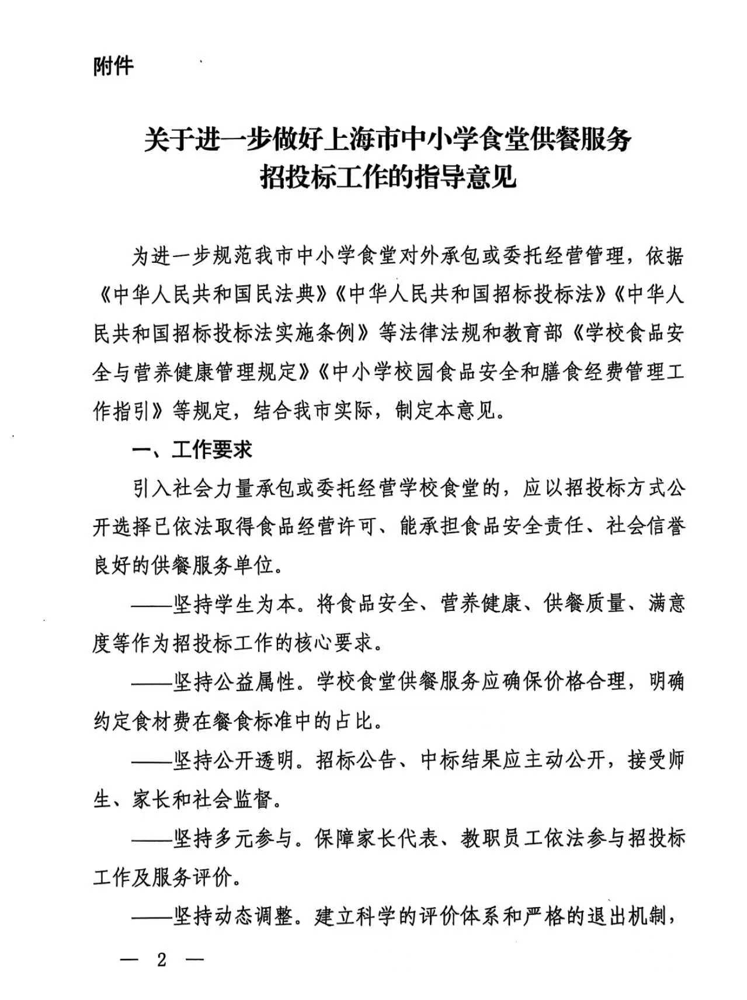 附件
关于进一步做好上海市中小学食堂供餐服务
招投标工作的指导意见
为进一步规范我市中小学食堂对外承包或委托经营管理，依据
《中华人民共和国民法典》《中华人民共和国招标投标法》《中华人
民共和国招标投标法实施条例》等法律法规和教育部《学校食品安
全与营养健康管理规定》《中小学校园食品安全和膳食经费管理工
作指引》等规定，结合我市实际，制定本意见。
一、工作要求
引入社会力量承包或委托经营学校食堂的，应以招投标方式公
开选择已依法取得食品经营许可、能承担食品安全责任、社会信誉
良好的供餐服务单位。
——坚持学生为本。将食品安全、营养健康、供餐质量、满意
度等作为招投标工作的核心要求。
——坚持公益属性。学校食堂供餐服务应确保价格合理，明确
约定食材费在餐食标准中的占比。
——坚持公开透明。招标公告、中标结果应主动公开，接受师
生、家长和社会监督。
——坚持多元参与。保障家长代表、教职员工依法参与招投标
工作及服务评价。
——坚持动态调整。建立科学的评价体系和严格的退出机制，
— 2 —